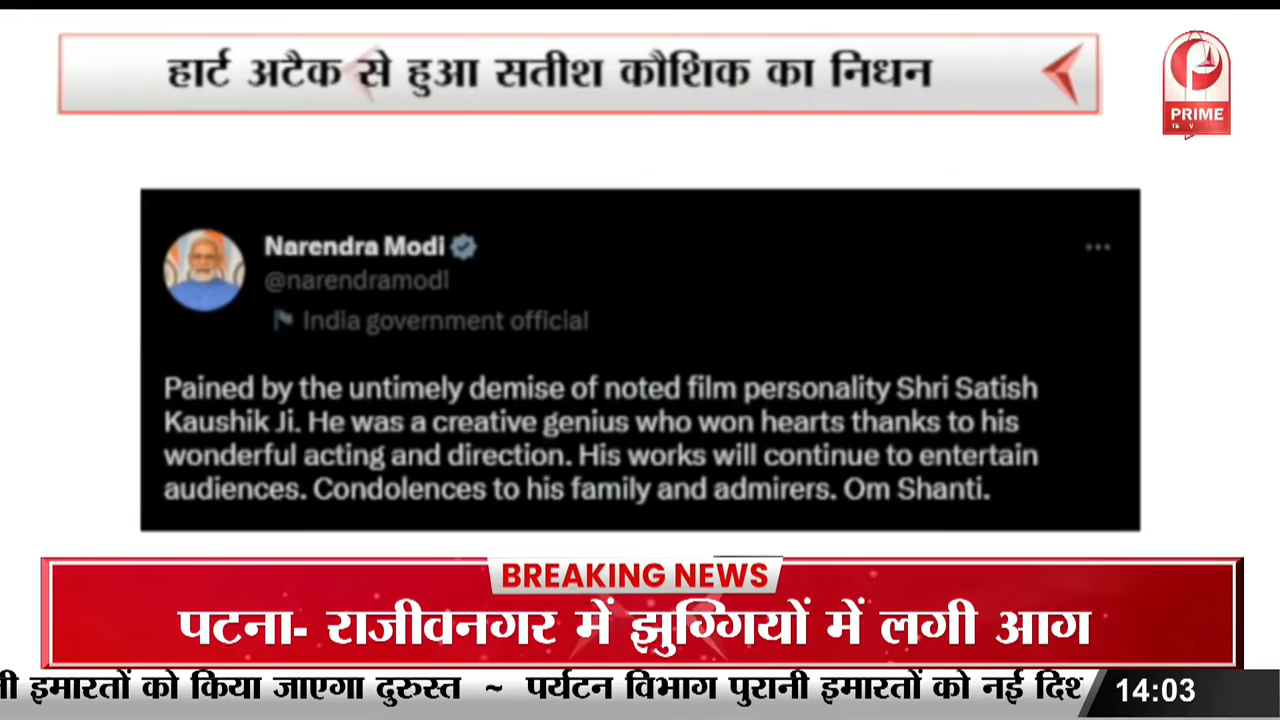 हार्ट अटैक से हुआ सतीश कौशिक का निधन
PRIME
Narendra Modi
@narendramodi
India government official
Pained by the untimely demise of noted film personality Shri Satish
Kaushik Ji. He was a creative genius who won hearts thanks to his
wonderful acting and direction. His works will continue to entertain
audiences. Condolences to his family and admirers. Om Shanti.
BREAKING NEWS
पटना- राजीवनगर में झुग्गियों में लगी आग
इमारतों को किया जाएगा दुरुस्त ~ पर्यटन विभाग पुरानी इमारतों को नई
14:03